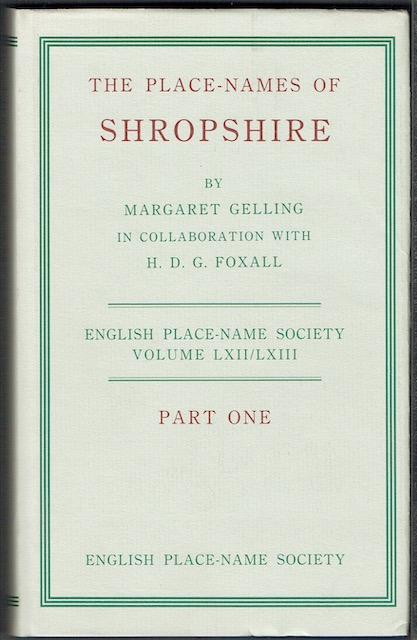 THE PLACE-NAMES OF
SHROPSHIRE
BY
MARGARET GELLING
IN COLLABORATION WITH
H. D. G. FOXALL
ENGLISH PLACE-NAME SOCIETY
VOLUME LXII/LXIII
PART ONE
ENGLISH PLACE-NAME SOCIETY